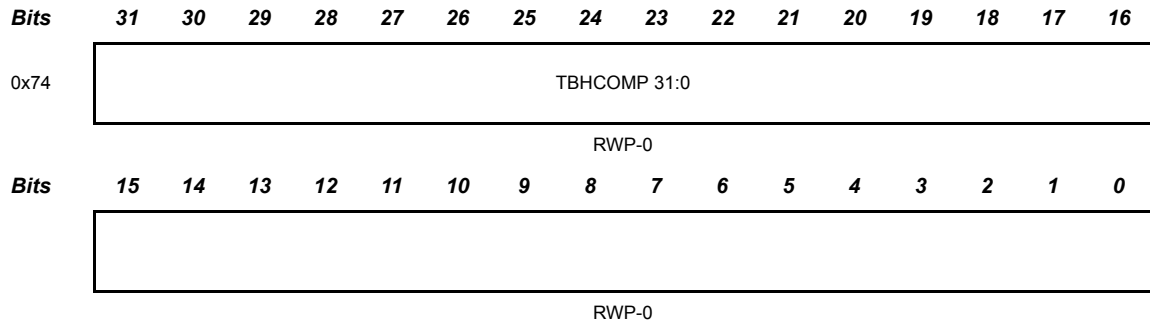 Bits 31 30 29 28 27 26 25 24 23 22 21 20 19 18 17 16
0x74 TBHCOMP 31:0
RWP-0
Bits 15 14 13 12 11 10 9 8 7 6 5 4 3 2 1 0
RWP-0